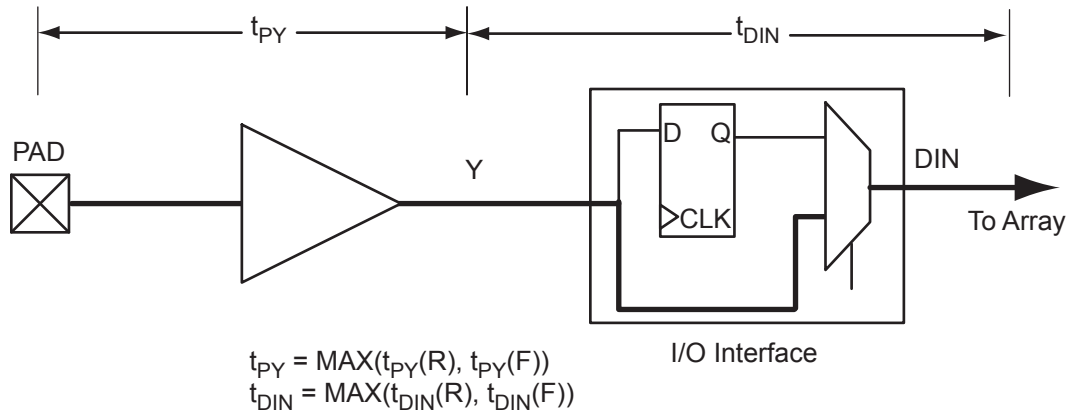 tPY
tDIN
PAD
Y
D
Q
CLK
DIN
To Array
I/O Interface
tPY = MAX(tPY(R), tPY(F))
tDIN = MAX(tDIN(R), tDIN(F))